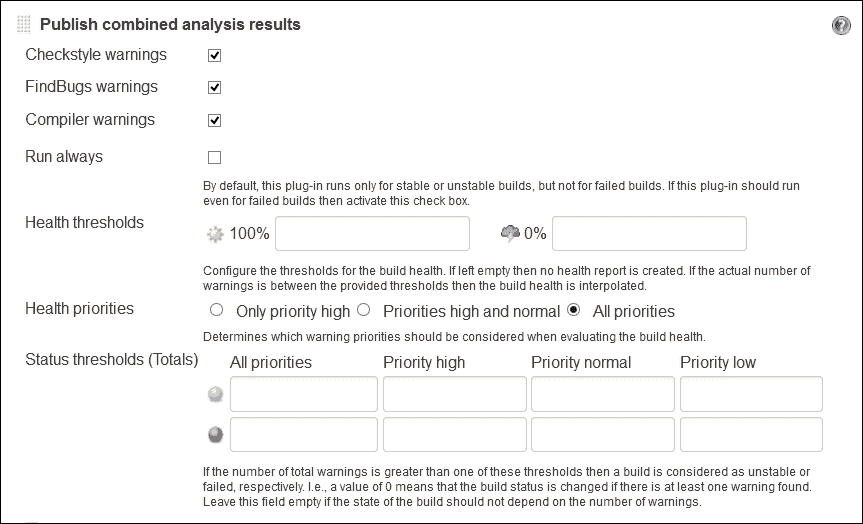 Publish combined analysis results
Checkstyle warnings
FindBugs warnings
Compiler warnings
Run always
By default, this plug-in runs only for stable or unstable builds, but not for failed builds. If this plug-in should run
even for failed builds then activate this check box.
Health thresholds
100% 0%
Configure the thresholds for the build health. If left empty then no health report is created. If the actual number of
warnings is between the provided thresholds then the build health is interpolated.
Health priorities Only priority high Priorities high and normal All priorities
Determines which warning priorities should be considered when evaluating the build health.
Status thresholds (Totals) All priorities Priority high Priority normal Priority low
If the number of total warnings is greater than one of these thresholds then a build is considered as unstable or
failed, respectively. I.e., a value of 0 means that the build status is changed if there is at least one warning found.
Leave this field empty if the state of the build should not depend on the number of warnings.